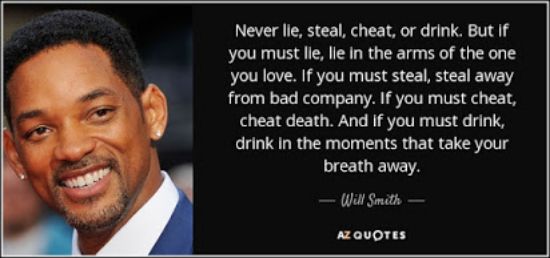 Never lie, steal, cheat, or drink. But if
you must lie, lie in the arms of the one
you love. If you must steal, steal away
from bad company. If you must cheat,
cheat death. And if you must drink,
drink in the moments that take your
breath away.
— Will Smith —
AZ QUOTES